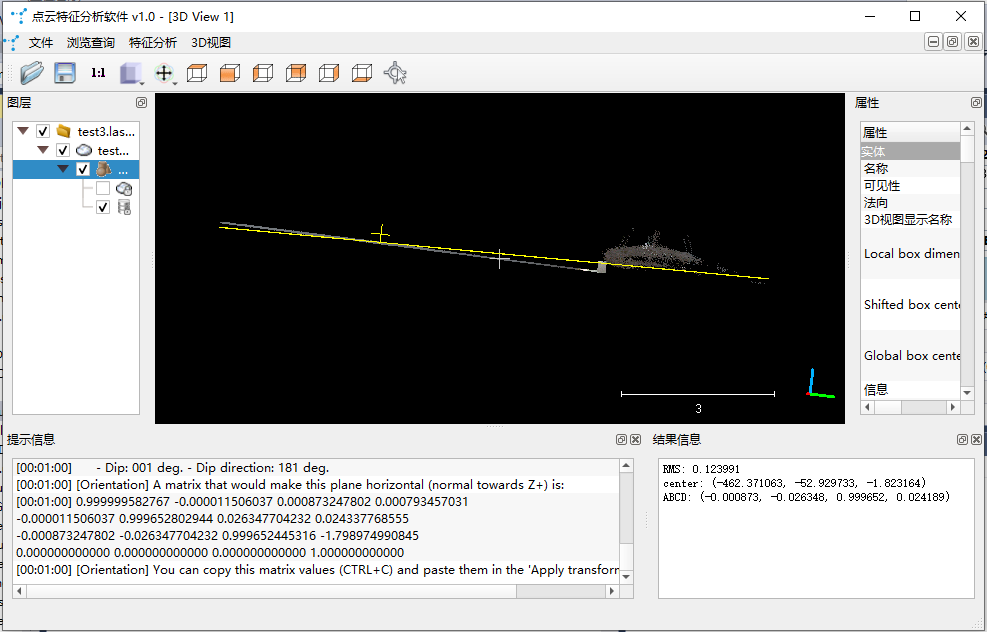 点云特征分析软件 v1.0 - [3D View 1]
文件 浏览查询 特征分析 3D视图
1:1
图层
test3.las...
test...
...
3
属性
属性
实体
名称
可见性
法向
3D视图显示名称
Local box dimen
Shifted box cente
Global box cente
信息
提示信息
[00:01:00] - Dip: 001 deg. - Dip direction: 181 deg.
[00:01:00] [Orientation] A matrix that would make this plane horizontal (normal towards Z+) is:
[00:01:00] 0.999999582767 -0.000011506037 0.000873247802 0.000793457031
-0.000011506037 0.999652802944 0.026347704232 0.024337768555
-0.000873247802 -0.026347704232 0.999652445316 -1.798974990845
0.000000000000 0.000000000000 0.000000000000 1.000000000000
[00:01:00] [Orientation] You can copy this matrix values (CTRL+C) and paste them in the 'Apply transforn
结果信息
RMS: 0.123991
center: (-462.371063, -52.929733, -1.823164)
ABCD: (-0.000873, -0.026348, 0.999652, 0.024189)